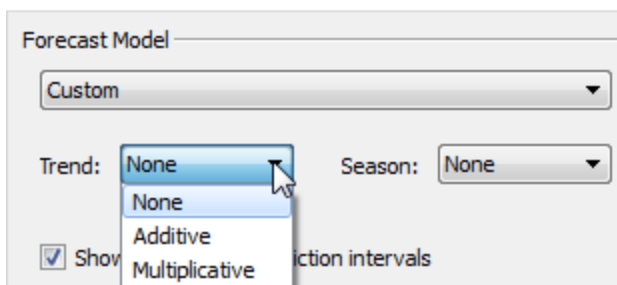 Forecast Model
Custom
Trend: None Season: None
None
Additive
Show iction intervals
Multiplicative